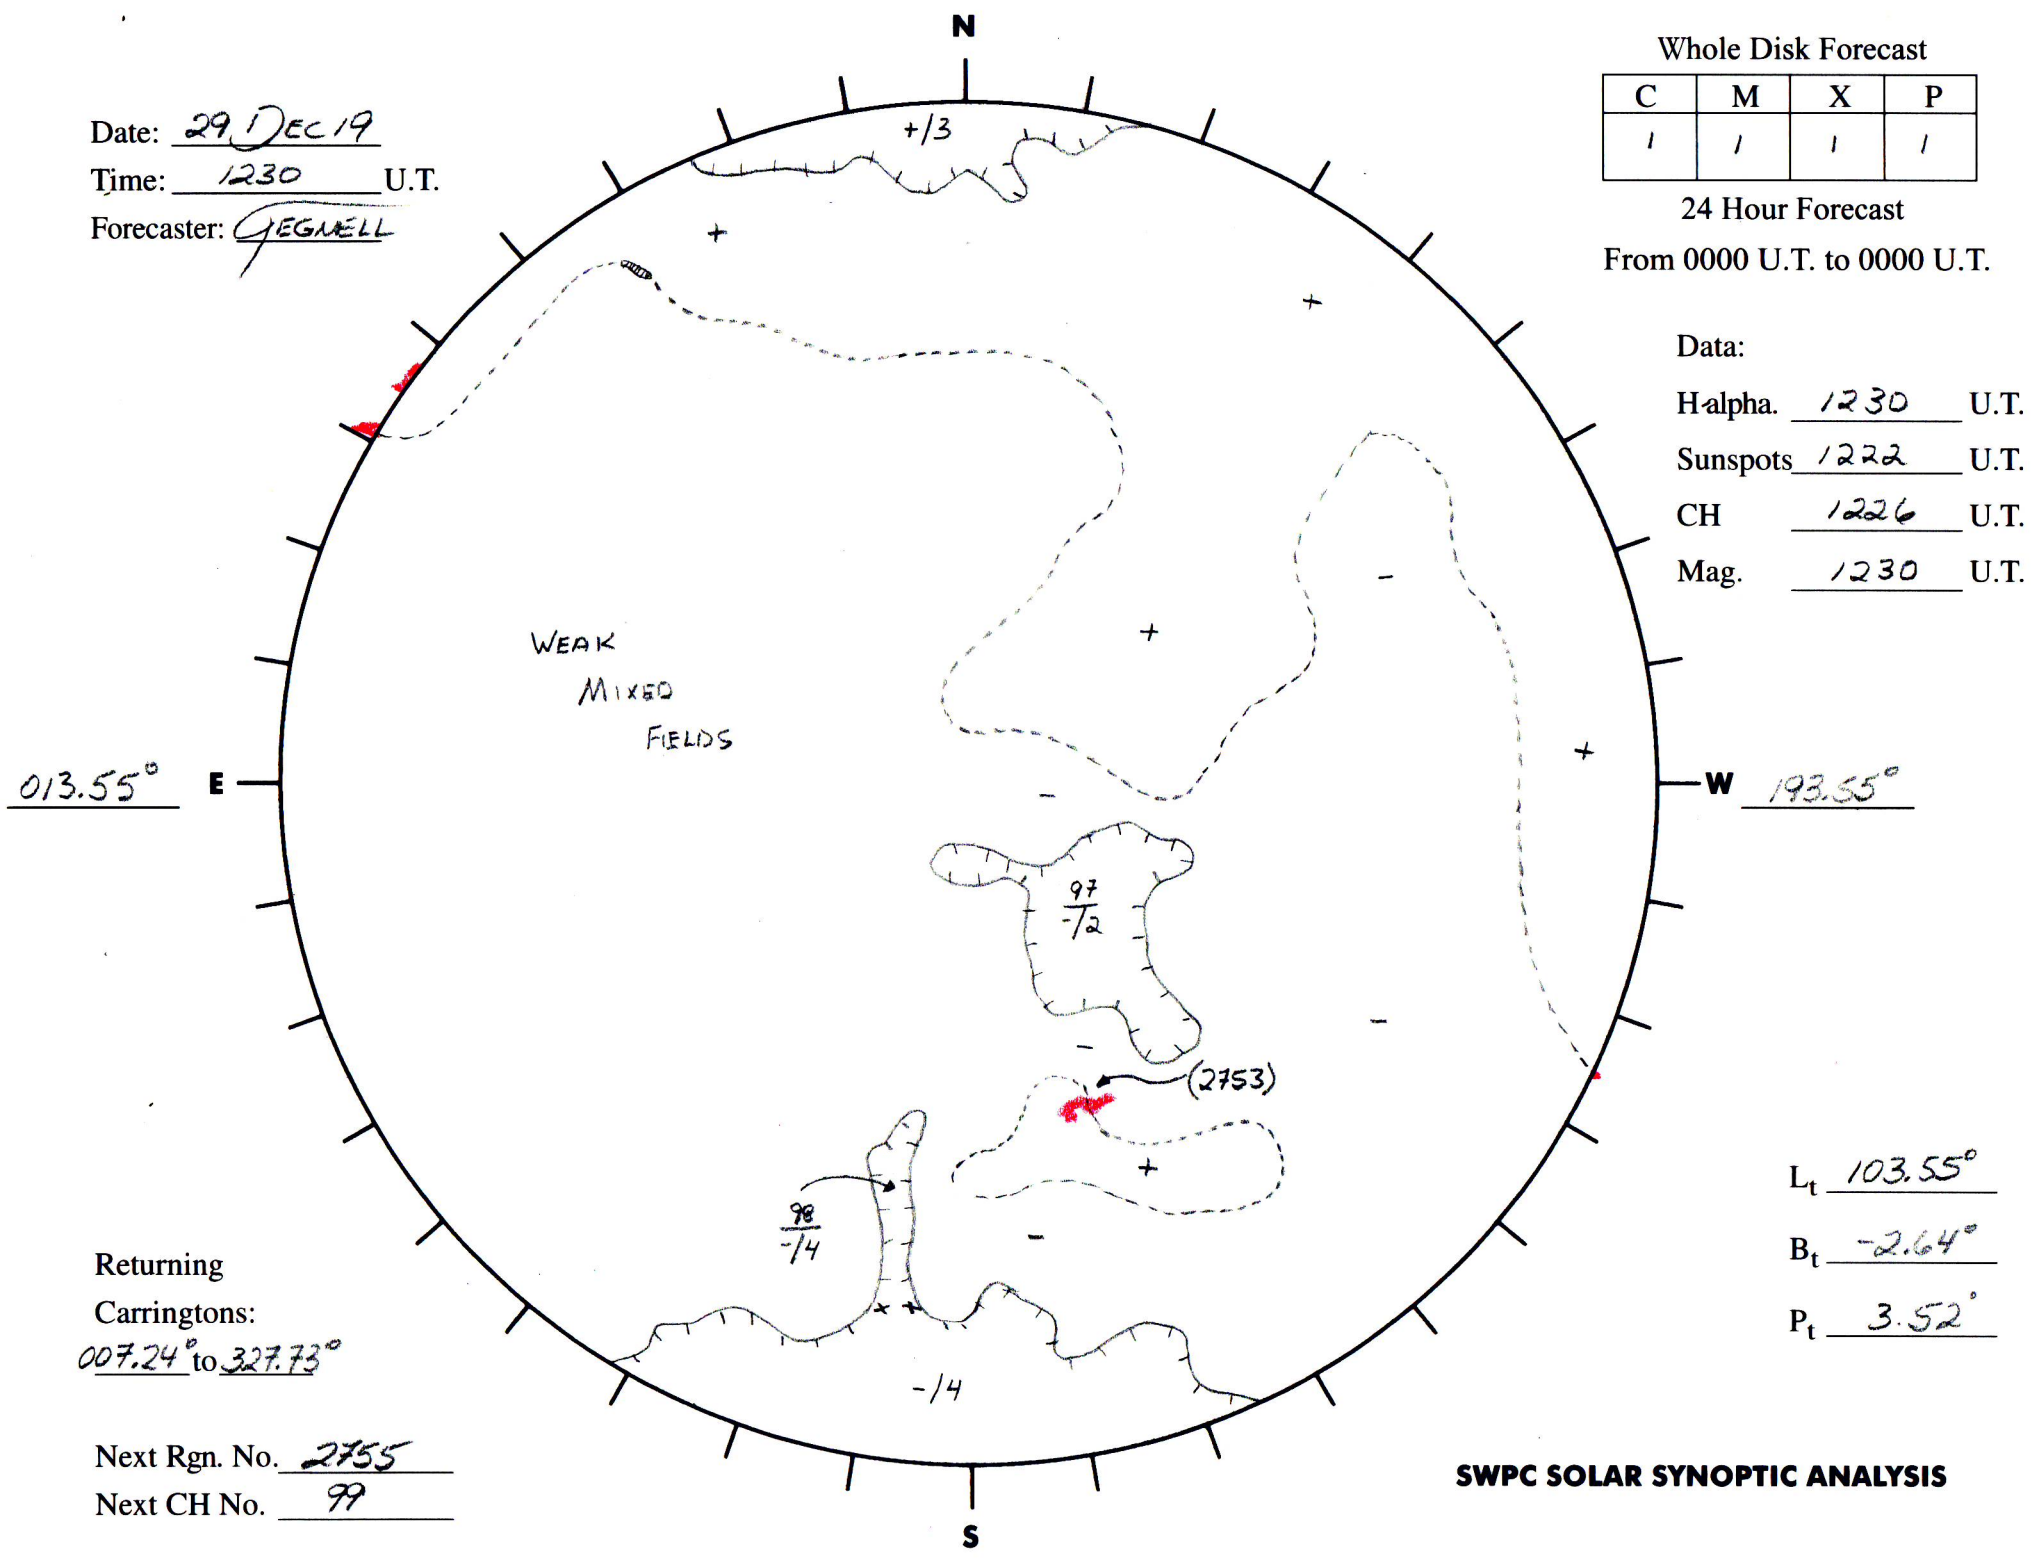 N
Whole Disk Forecast
C M X P
1 1 1 1
24 Hour Forecast
From 0000 U.T. to 0000 U.T.
Date: 29 DEC 19
Time: 1230 U.T.
Forecaster: GEGNELL
+/3
+
+
Data:
H-alpha. 1230 U.T.
Sunspots 1222 U.T.
CH 1226 U.T.
Mag. 1230 U.T.
-
+
WEAK
MIXED
FIELDS
+
013.55° E
W 193.55°
-
97
-/2
-
-
(2753)
+
98
-/4
-
-/4
Lt 103.55°
Bt -2.64°
Pt 3.52°
Returning
Carringtons:
007.24° to 327.73°
Next Rgn. No. 2755
Next CH No. 99
SWPC SOLAR SYNOPTIC ANALYSIS
S